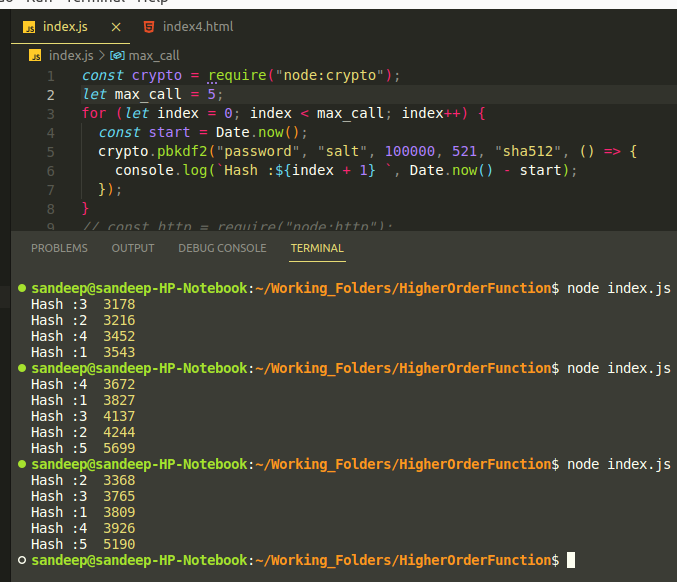 Run Terminal Help
JS index.js × 5 index4.html
JS index.js > max_call
1 const crypto = require("node:crypto");
2 let max_call = 5;
3 for (let index = 0; index < max_call; index++) {
4 const start = Date.now();
5 crypto.pbkdf2("password", "salt", 100000, 521, "sha512", () => {
6 console.log(`Hash :${index + 1} `, Date.now() - start);
7 });
8 }
9 // const http = require("node:http");
PROBLEMS OUTPUT DEBUG CONSOLE TERMINAL
sandeep@sandeep-HP-Notebook:~/Working_Folders/HigherOrderFunction$ node index.js
Hash :3 3178
Hash :2 3216
Hash :4 3452
Hash :1 3543
sandeep@sandeep-HP-Notebook:~/Working_Folders/HigherOrderFunction$ node index.js
Hash :4 3672
Hash :1 3827
Hash :3 4137
Hash :2 4244
Hash :5 5699
sandeep@sandeep-HP-Notebook:~/Working_Folders/HigherOrderFunction$ node index.js
Hash :2 3368
Hash :3 3765
Hash :1 3809
Hash :4 3926
Hash :5 5190
sandeep@sandeep-HP-Notebook:~/Working_Folders/HigherOrderFunction$